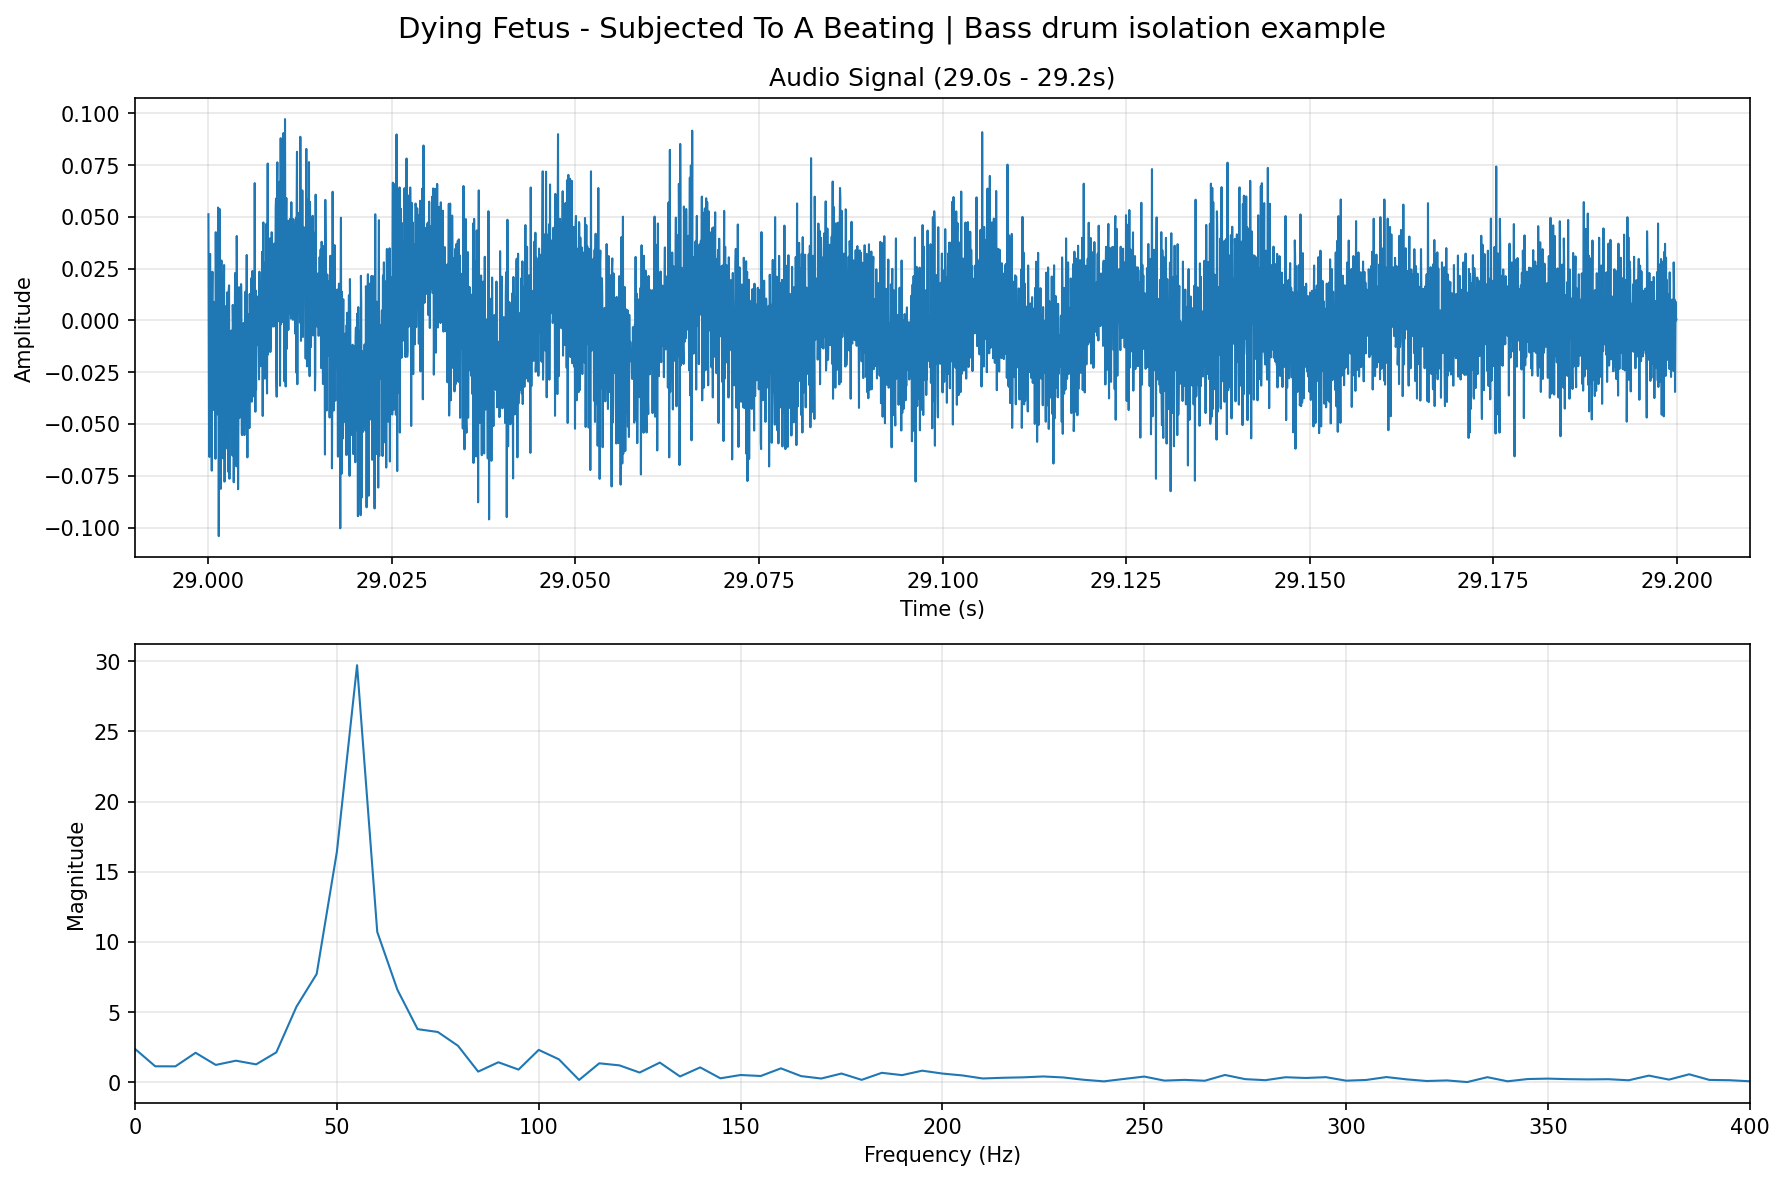 Dying Fetus - Subjected To A Beating | Bass drum isolation example
Audio Signal (29.0s - 29.2s)
Amplitude
0.100
0.075
0.050
0.025
0.000
−0.025
−0.050
−0.075
−0.100
29.000 29.025 29.050 29.075 29.100 29.125 29.150 29.175 29.200
Time (s)
Magnitude
30
25
20
15
10
5
0
0 50 100 150 200 250 300 350 400
Frequency (Hz)